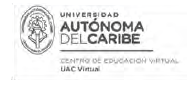 UNIVERSIDAD
AUTÓNOMA
DEL CARIBE
CENTRO DE EDUCACIÓN VIRTUAL
UAC Virtual